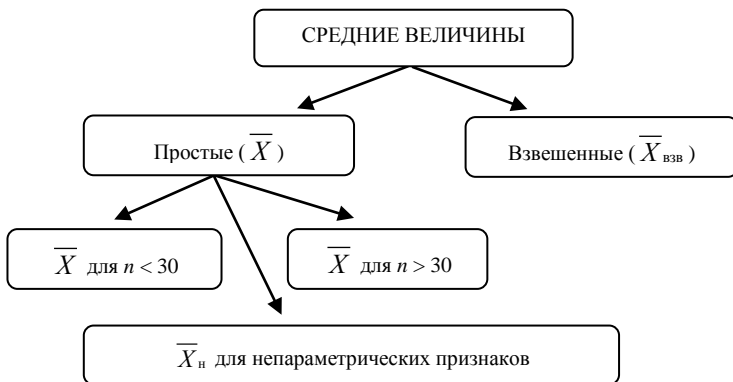 СРЕДНИЕ ВЕЛИЧИНЫ
Простые ( X̅ )
Взвешенные ( X̅ взв )
X̅ для n < 30
X̅ для n > 30
X̅ н для непараметрических признаков